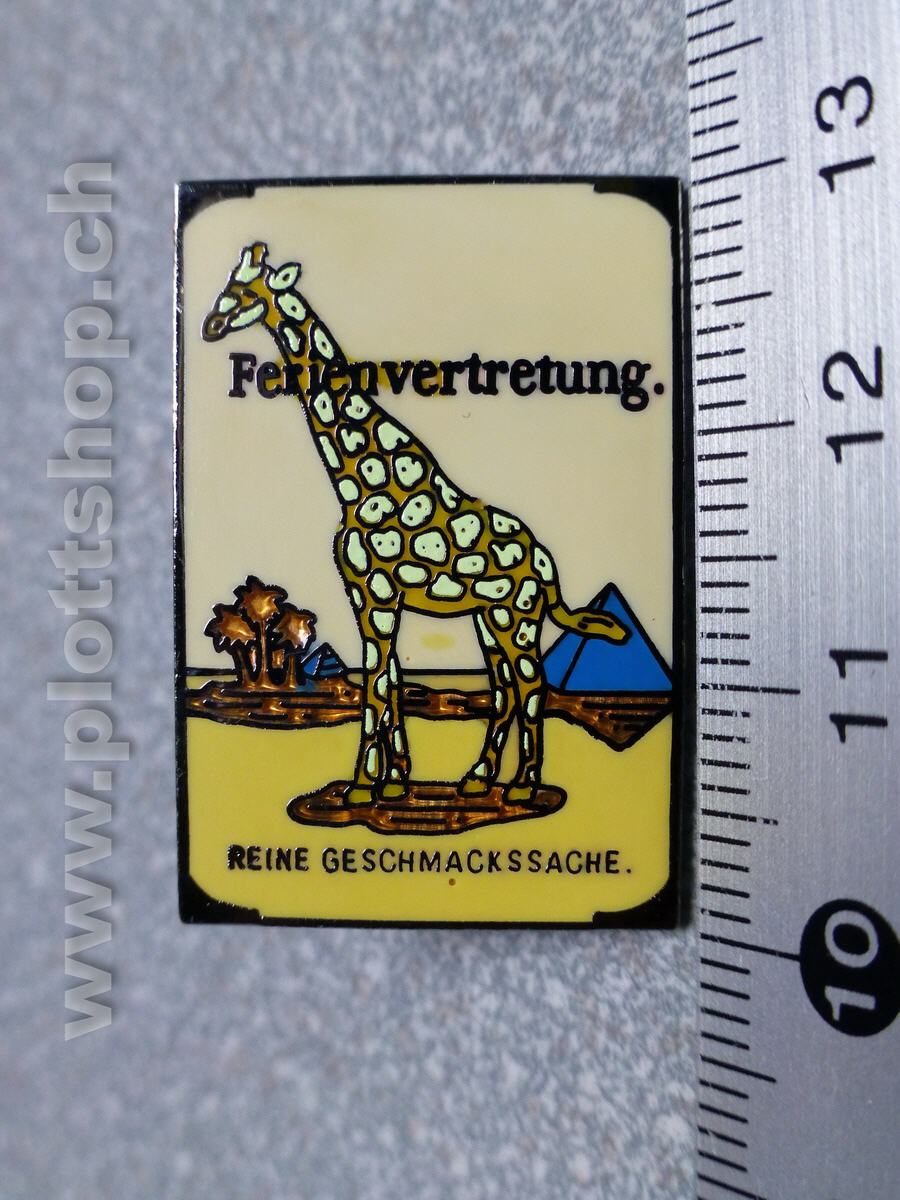 Ferienvertretung.
REINE GESCHMACKSSACHE.
www.plottshop.ch
13
12
11
10